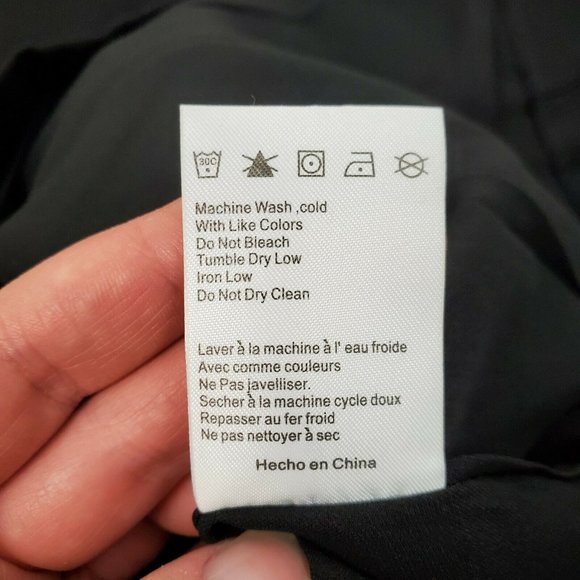 30C
Machine Wash ,cold
With Like Colors
Do Not Bleach
Tumble Dry Low
Iron Low
Do Not Dry Clean
Laver à la machine à l' eau froide
Avec comme couleurs
Ne Pas javelliser.
Secher à la machine cycle doux
Repasser au fer froid
Ne pas nettoyer à sec
Hecho en China